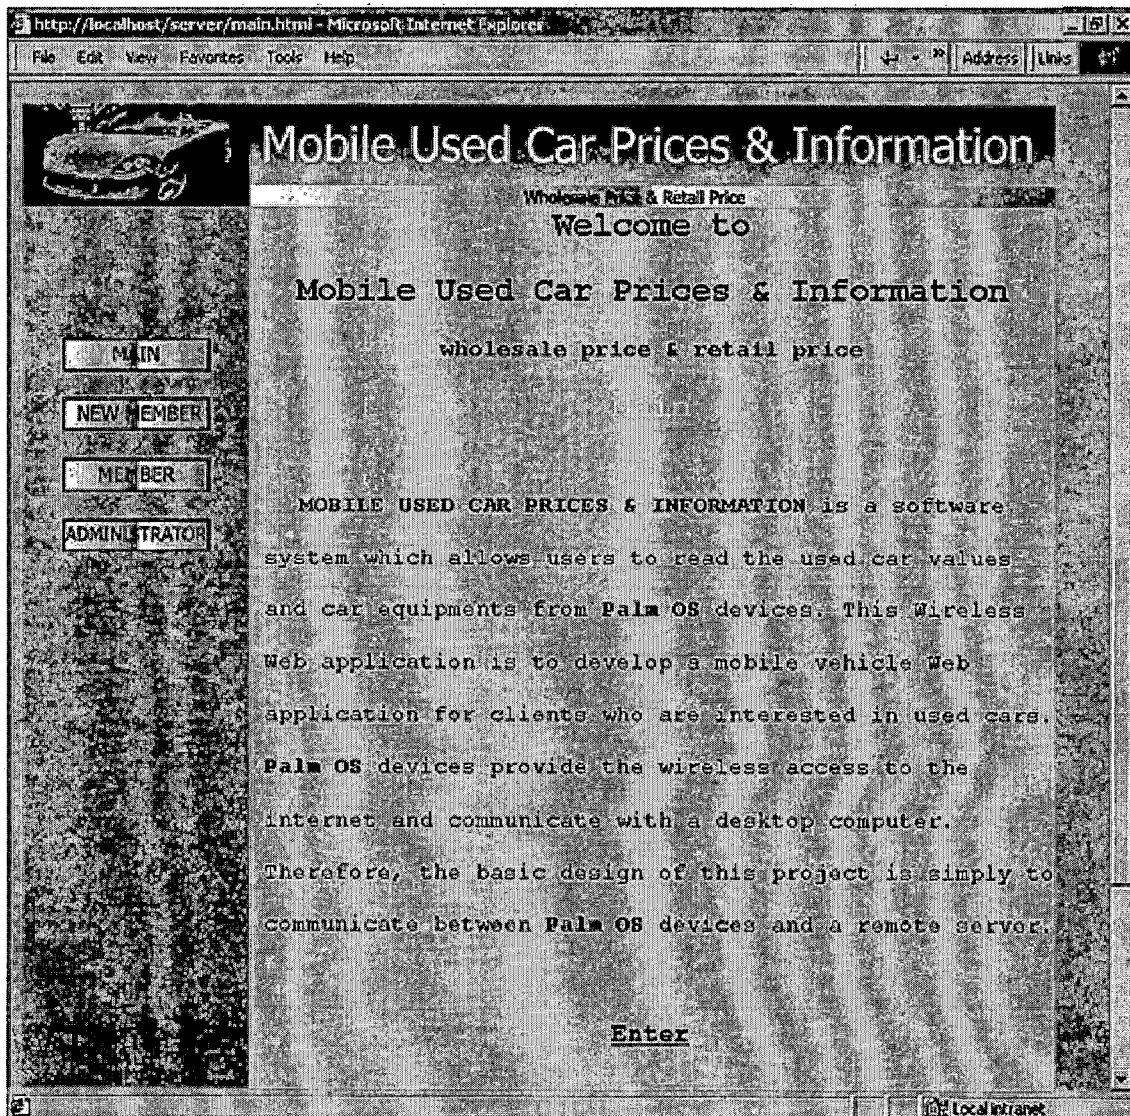 http://localhost/server/main.html - Microsoft Internet Explorer
File Edit View Favorites Tools Help
» Address Links
Mobile Used Car Prices & Information
Wholesale Price & Retail Price
Welcome to
Mobile Used Car Prices & Information
wholesale price & retail price
MAIN
NEW MEMBER
MEMBER
ADMINISTRATOR
MOBILE USED CAR PRICES & INFORMATION is a software
system which allows users to read the used car values
and car equipments from Palm OS devices. This Wireless
Web application is to develop a mobile vehicle Web
application for clients who are interested in used cars.
Palm OS devices provide the wireless access to the
internet and communicate with a desktop computer.
Therefore, the basic design of this project is simply to
communicate between Palm OS devices and a remote server.
Enter
Local intranet